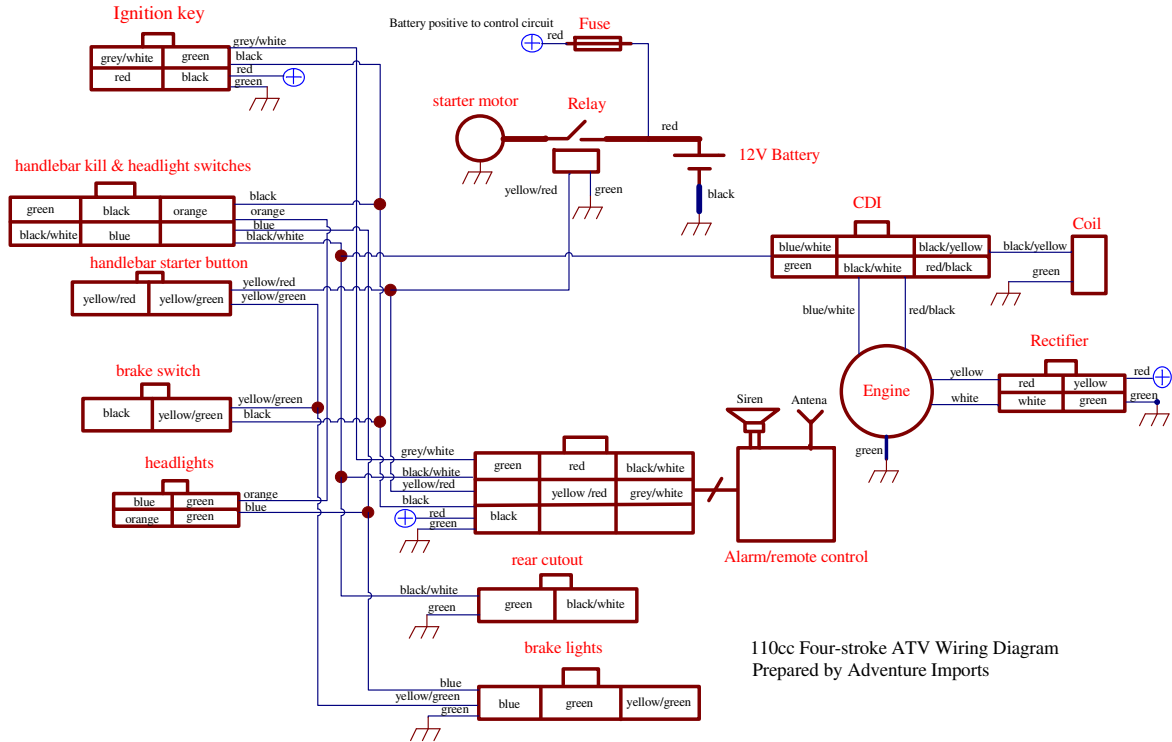 Ignition key
grey/white
black
red
green
grey/white green
red black
Battery positive to control circuit
red
Fuse
starter motor
Relay
red
12V Battery
yellow/red
green
black
handlebar kill & headlight switches
black
orange
blue
black/white
green black orange
black/white blue
handlebar starter button
yellow/red
yellow/green
yellow/red yellow/green
CDI
blue/white black/yellow
green black/white red/black
black/yellow
green
Coil
blue/white
red/black
Engine
green
yellow
white
Rectifier
red yellow
white green
red
green
brake switch
yellow/green
black
black yellow/green
headlights
orange
blue
blue green
orange green
Siren
Antena
grey/white
black/white
yellow/red
black
red
green
green red black/white
yellow /red grey/white
black
Alarm/remote control
rear cutout
black/white
green
green black/white
brake lights
blue
yellow/green
green
blue green yellow/green
110cc Four-stroke ATV Wiring Diagram
Prepared by Adventure Imports